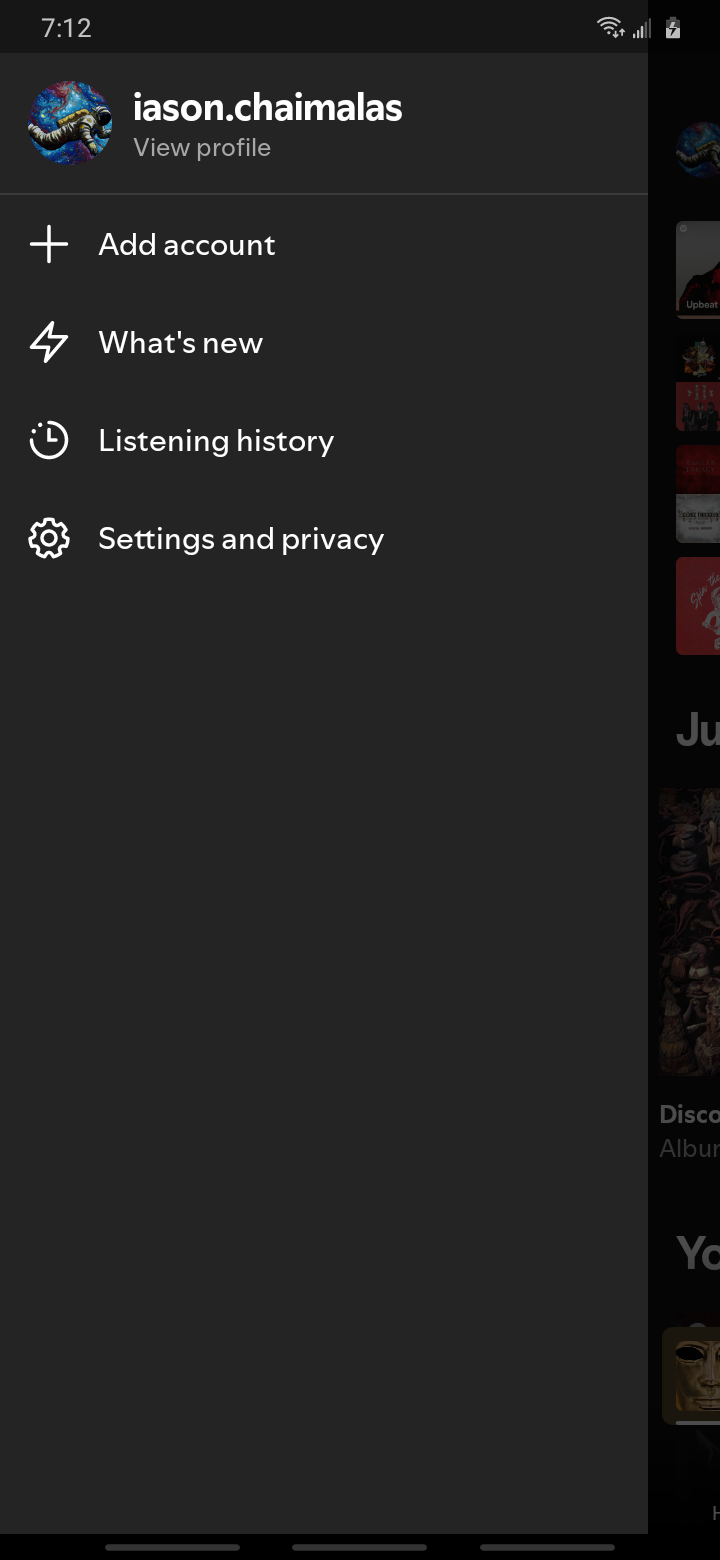 7:12
iason.chaimalas
View profile
Add account
What's new
Listening history
Settings and privacy
Upbeat
Ju
Disco
Album
Yo
H